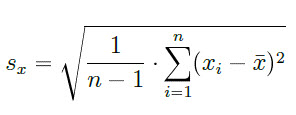 s_x = \sqrt{\frac{1}{n-1} \cdot \sum_{i=1}^{n} (x_i - \bar{x})^2}